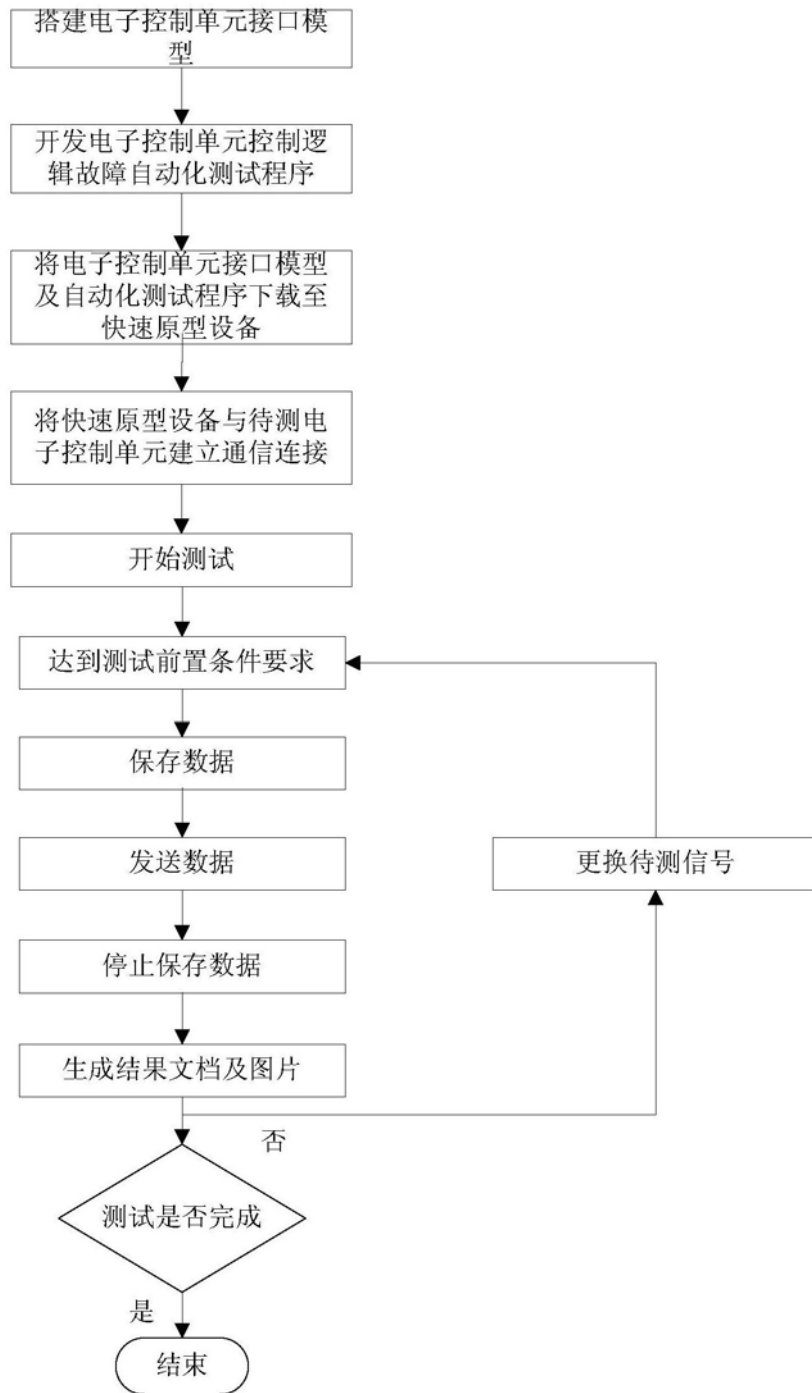 搭建电子控制单元接口模
型
开发电子控制单元控制逻
辑故障自动化测试程序
将电子控制单元接口模型
及自动化测试程序下载至
快速原型设备
将快速原型设备与待测电
子控制单元建立通信连接
开始测试
达到测试前置条件要求
保存数据
发送数据
更换待测信号
停止保存数据
生成结果文档及图片
否
测试是否完成
是
结束